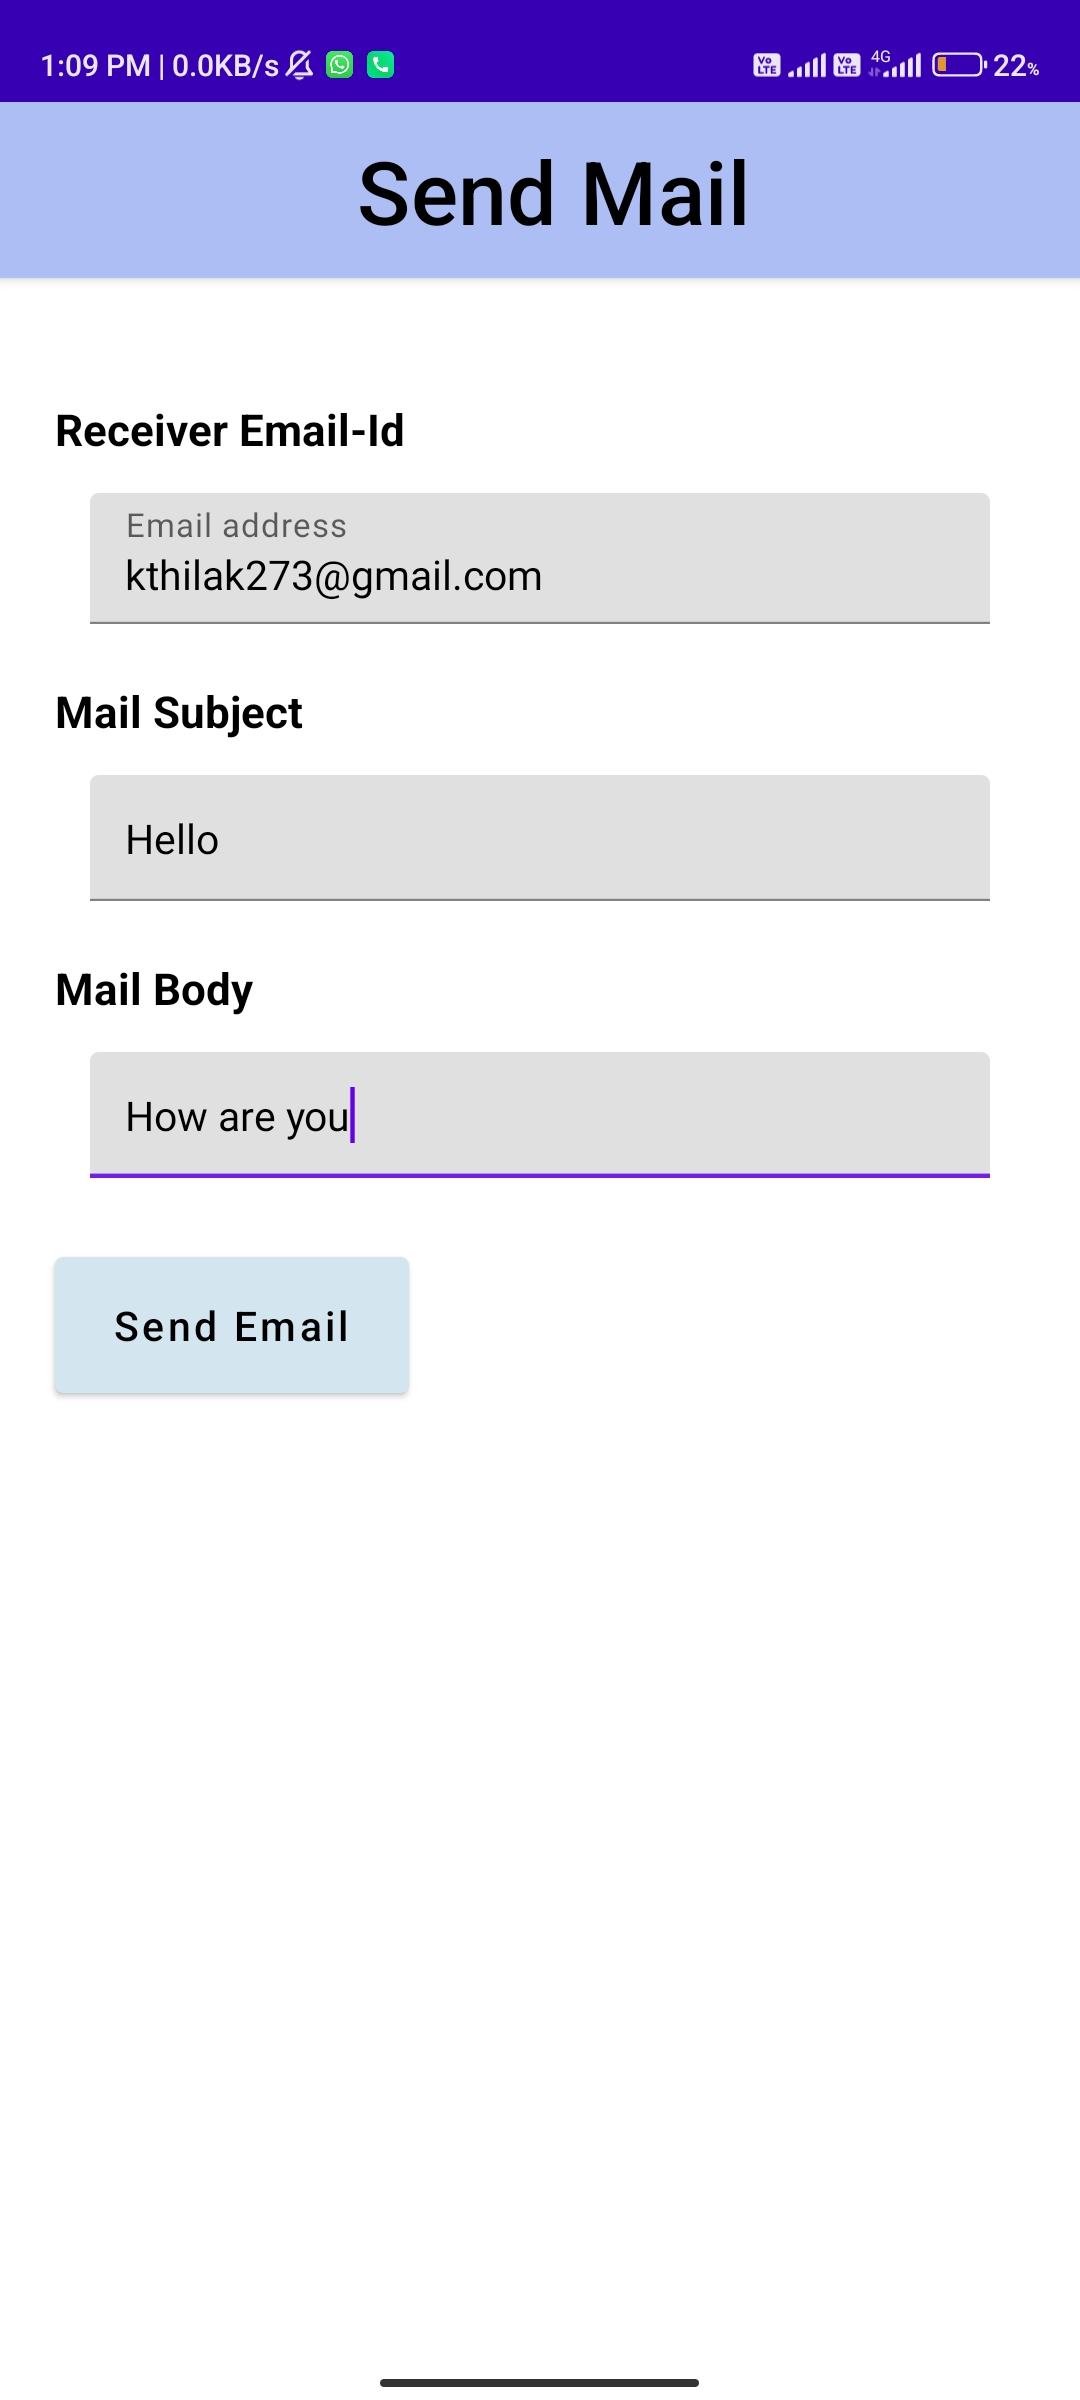 1:09 PM | 0.0KB/s Vo LTE Vo LTE 4G 22%
Send Mail
Receiver Email-Id
Email address
kthilak273@gmail.com
Mail Subject
Hello
Mail Body
How are you
Send Email